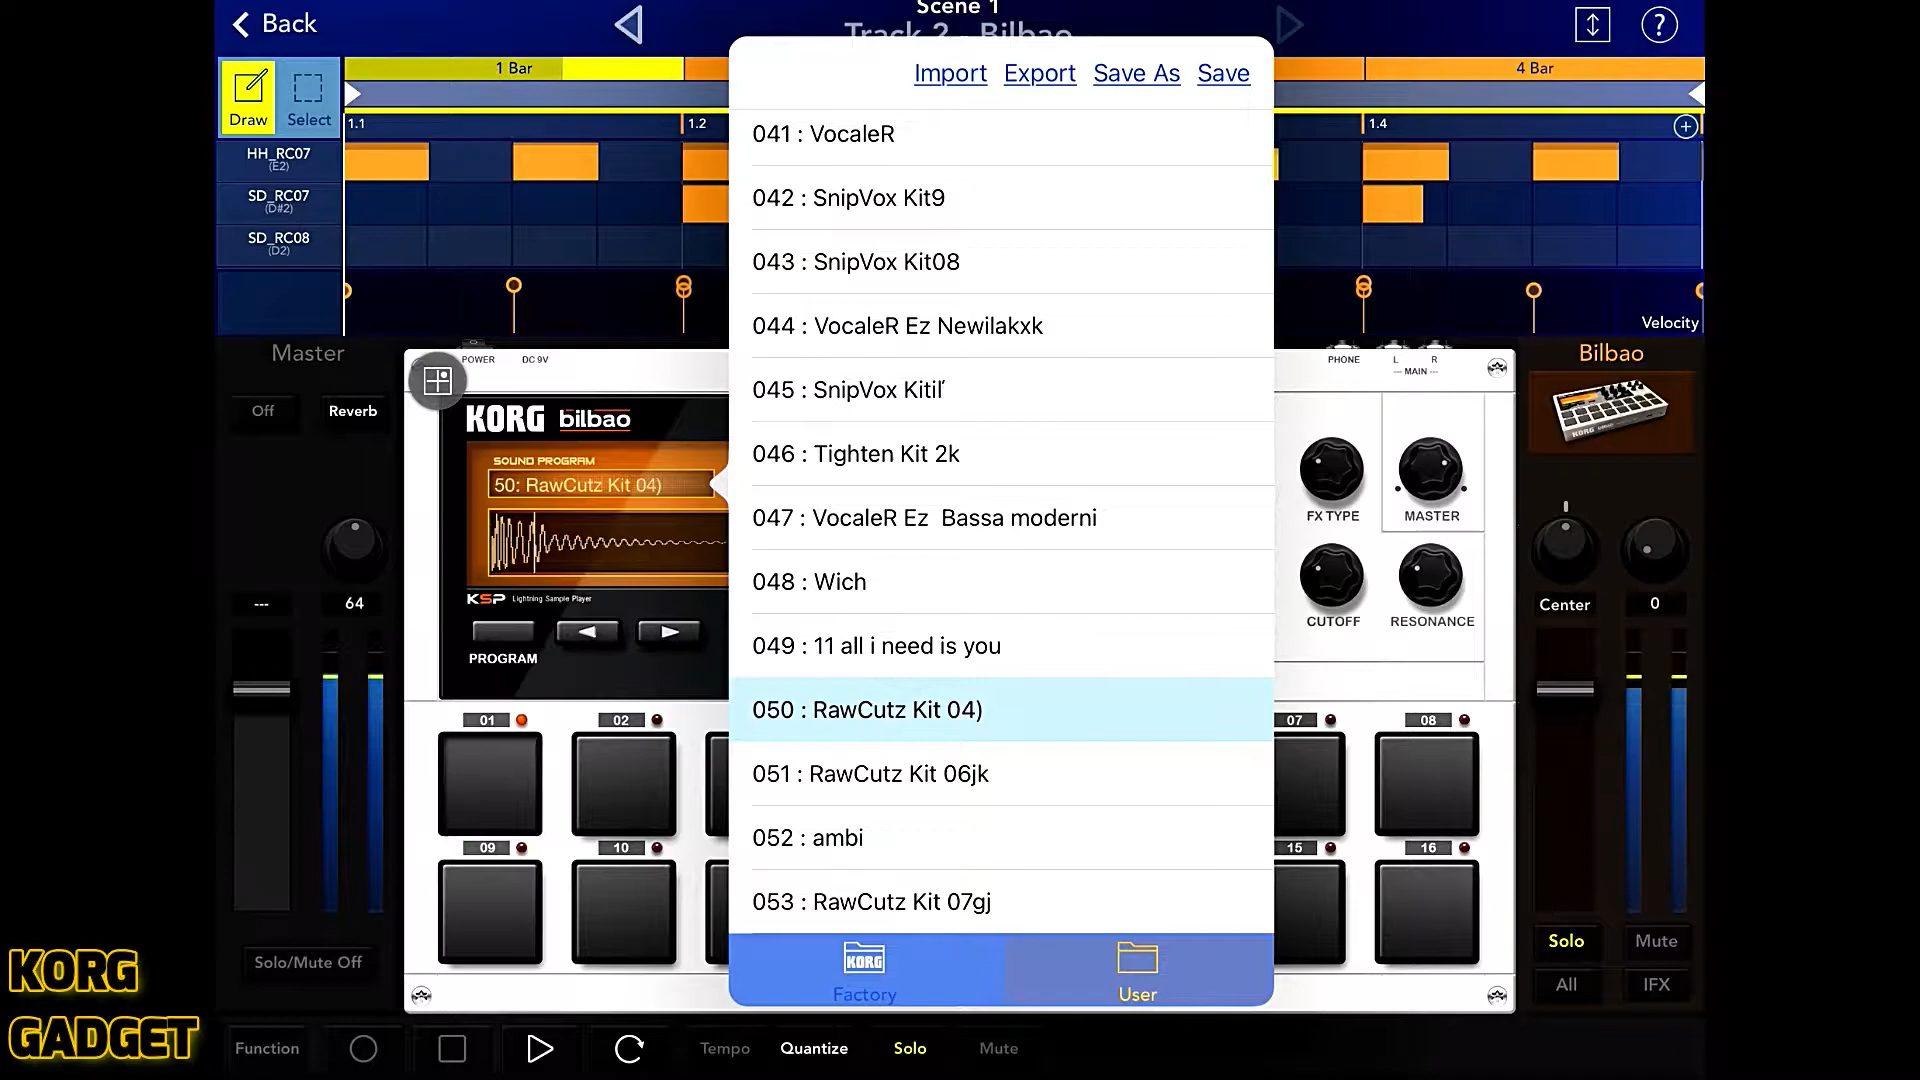 Back
Scene 1
Track 2 - Bilbao
?
Import Export Save As Save
Draw
Select
1 Bar
4 Bar
1.1
1.2
1.4
HH_RC07
(E2)
SD_RC07
(D#2)
SD_RC08
(D2)
Velocity
Master
Off
Reverb
---
64
Solo/Mute Off
POWER
DC 9V
KORG bilbao
SOUND PROGRAM
50: RawCutz Kit 04)
KSP Lightning Sample Player
PROGRAM
041 : VocaleR
042 : SnipVox Kit9
043 : SnipVox Kit08
044 : VocaleR Ez Newilakxk
045 : SnipVox Kitiľ
046 : Tighten Kit 2k
047 : VocaleR Ez  Bassa moderni
048 : Wich
049 : 11 all i need is you
050 : RawCutz Kit 04)
051 : RawCutz Kit 06jk
052 : ambi
053 : RawCutz Kit 07gj
KORG
Factory
User
PHONE
L
R
--- MAIN ---
FX TYPE
MASTER
CUTOFF
RESONANCE
01
02
07
08
09
10
15
16
Bilbao
KORG
Center
0
Solo
Mute
All
IFX
KORG
GADGET
Function
Tempo
Quantize
Solo
Mute